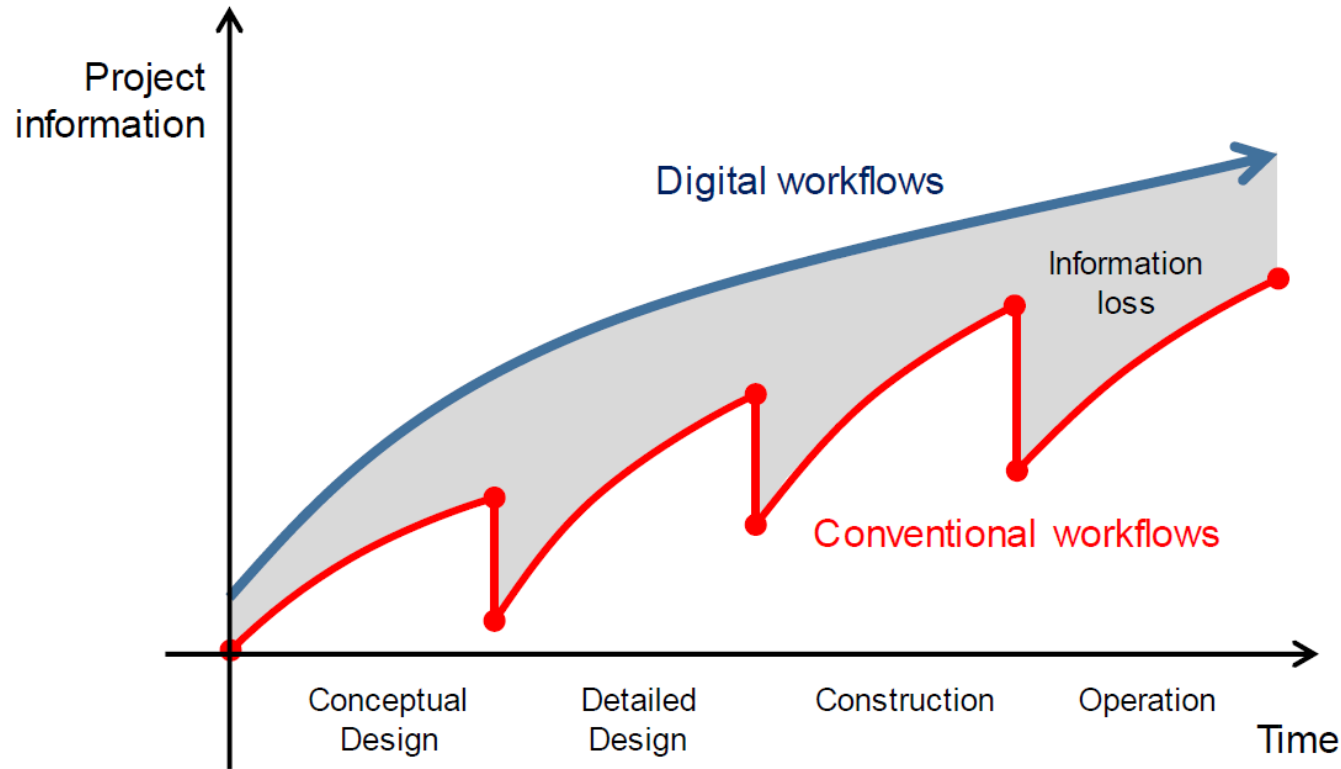 Project
information
Digital workflows
Information
loss
Conventional workflows
Conceptual
Design
Detailed
Design
Construction
Operation
Time